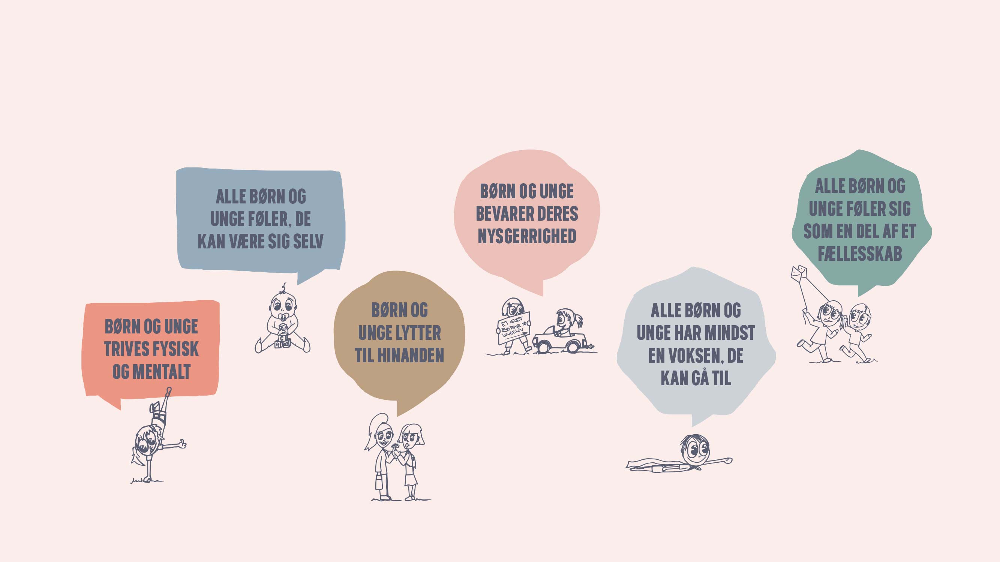 BØRN OG UNGE
TRIVES FYSISK
OG MENTALT
ALLE BØRN OG
UNGE FØLER, DE
KAN VÆRE SIG SELV
BØRN OG
UNGE LYTTER
TIL HINANDEN
BØRN OG UNGE
BEVARER DERES
NYSGERRIGHED
ET GODT
BØRNE *
UNGELIV
ALLE BØRN OG
UNGE HAR MINDST
EN VOKSEN, DE
KAN GÅ TIL
ALLE BØRN OG
UNGE FØLER SIG
SOM EN DEL AF ET
FÆLLESSKAB